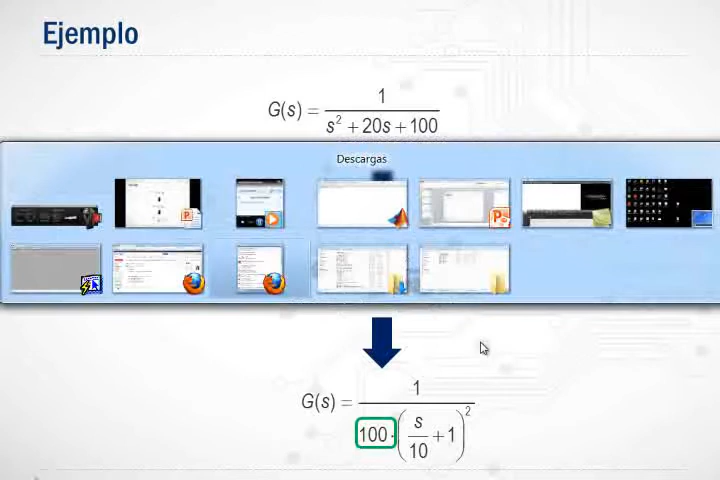 Ejemplo
G(s) = 1 / (s² + 20s + 100)
Descargas
G(s) = 1 / (100 · (s/10 + 1)²)